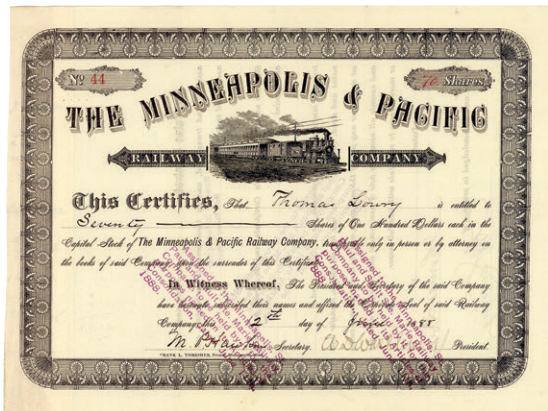 No 44
70 Shares
THE MINNEAPOLIS & PACIFIC
RAILWAY COMPANY
This Certifies, That Thomas Lowry is entitled to
Seventy Shares of One Hundred Dollars each in the
Capital Stock of The Minneapolis & Pacific Railway Company, transferable only in person or by attorney on
the books of said Company upon the surrender of this Certificate.
In Witness Whereof, The President and Secretary of the said Company
have hereunto subscribed their names and affixed the Corporate Seal of said Railway
Company, this 12th day of June 1888
Secretary. President.